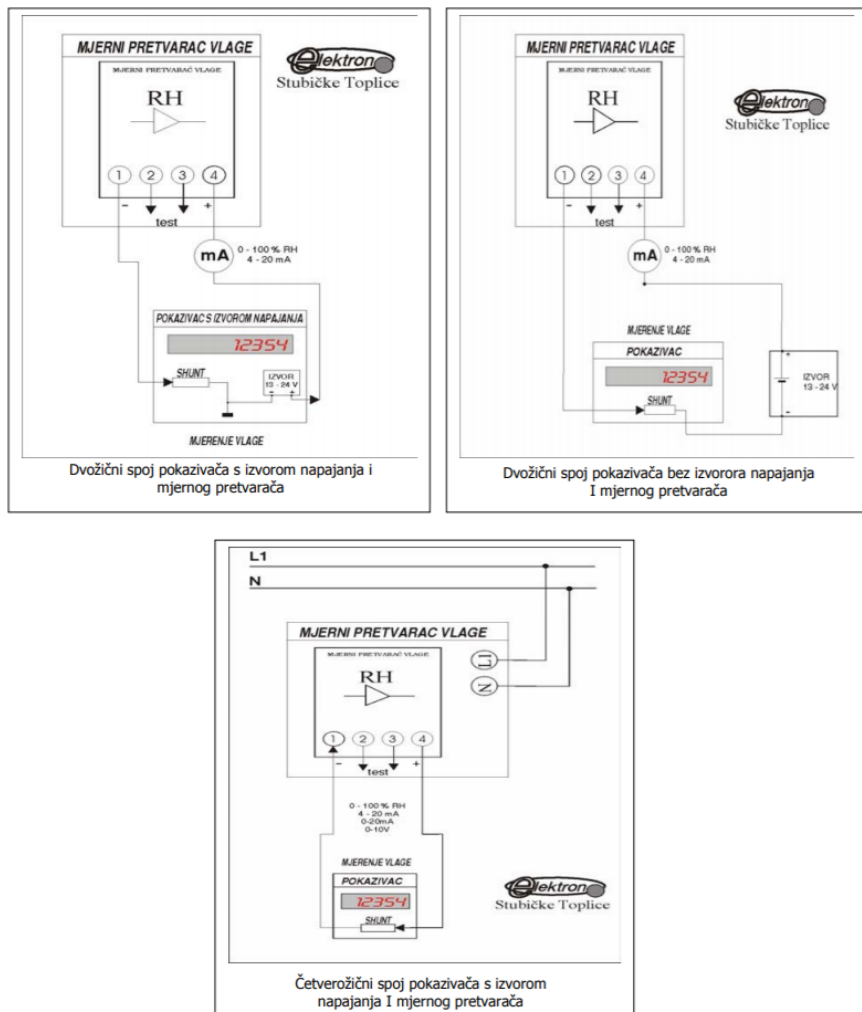 MJERNI PRETVARAC VLAGE
elektron
Stubičke Toplice
MJERNI PRETVARAČ VLAGE
RH
1 2 3 4
- +
test
mA
0 - 100 % RH
4 - 20 mA
POKAZIVAC S IZVOROM NAPAJANJA
12354
SHUNT
IZVOR
13 - 24 V
- +
MJERENJE VLAGE
Dvožični spoj pokazivača s izvorom napajanja i
mjernog pretvarača
MJERNI PRETVARAC VLAGE
elektron
Stubičke Toplice
MJERNI PRETVARAČ VLAGE
RH
1 2 3 4
- +
test
mA
0 - 100 % RH
4 - 20 mA
MJERENJE VLAGE
POKAZIVAC
12354
SHUNT
+
IZVOR
13 - 24 V
-
Dvožični spoj pokazivača bez izvorora napajanja
I mjernog pretvarača
L1
N
MJERNI PRETVARAC VLAGE
MJERNI PRETVARAČ VLAGE
RH
L1
N
1 2 3 4
- +
test
0 - 100 % RH
4 - 20 mA
0-20mA
0-10V
MJERENJE VLAGE
POKAZIVAC
12354
SHUNT
elektron
Stubičke Toplice
Četverožični spoj pokazivača s izvorom
napajanja I mjernog pretvarača